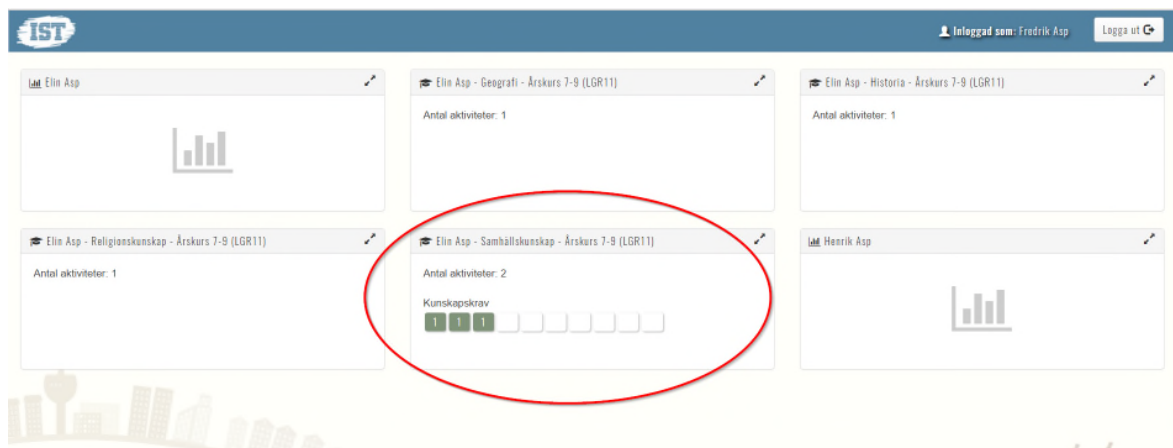 IST
Inloggad som: Fredrik Asp
Logga ut
Elin Asp
Elin Asp - Geografi - Årskurs 7-9 (LGR11)
Antal aktiviteter: 1
Elin Asp - Historia - Årskurs 7-9 (LGR11)
Antal aktiviteter: 1
Elin Asp - Religionskunskap - Årskurs 7-9 (LGR11)
Antal aktiviteter: 1
Elin Asp - Samhällskunskap - Årskurs 7-9 (LGR11)
Antal aktiviteter: 2
Kunskapskrav
1 1 1
Henrik Asp